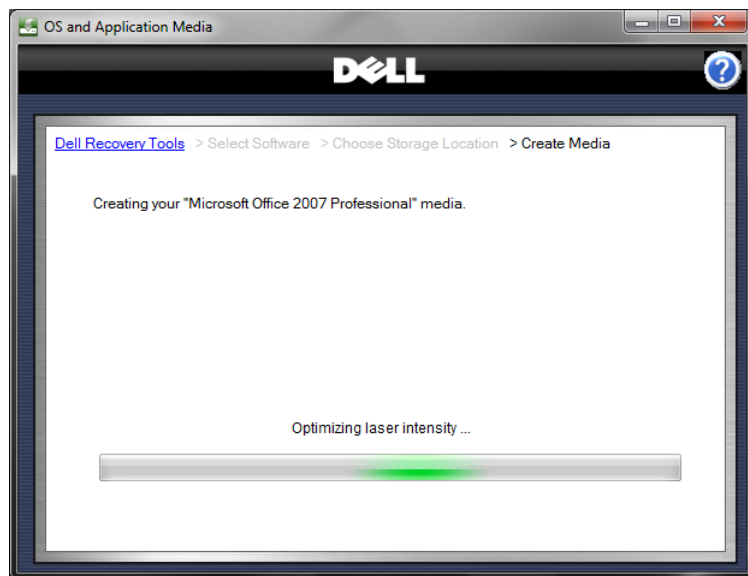 OS and Application Media
DELL
?
Dell Recovery Tools > Select Software > Choose Storage Location > Create Media
Creating your "Microsoft Office 2007 Professional" media.
Optimizing laser intensity ...